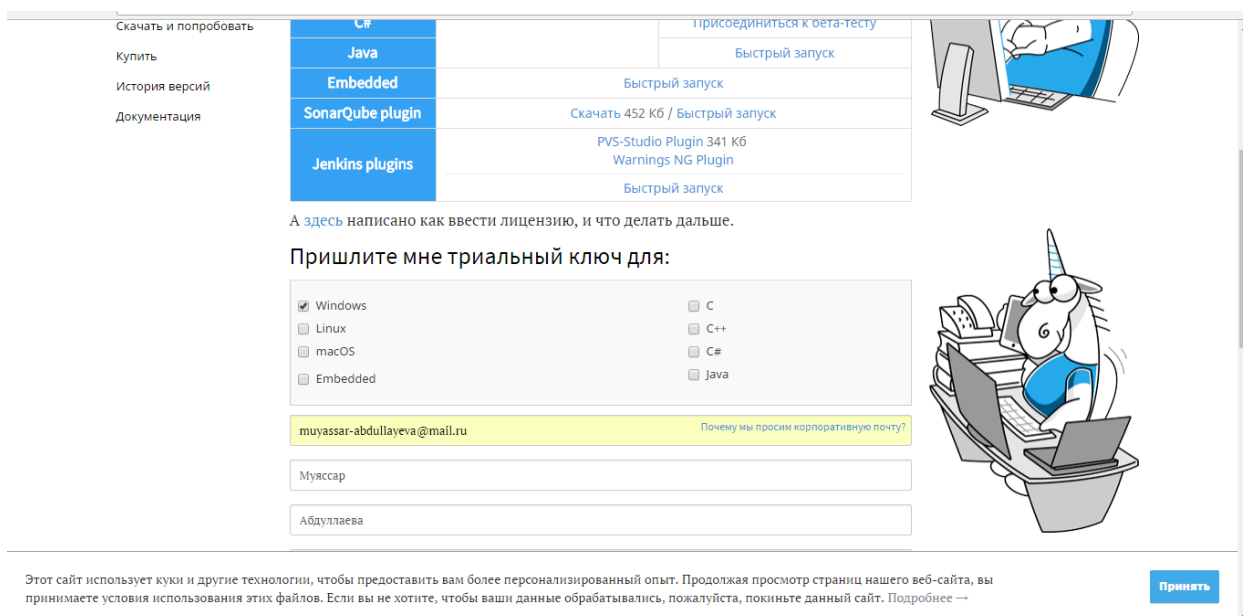 Скачать и попробовать
Купить
История версий
Документация
C#
Присоединиться к бета-тесту
Java
Быстрый запуск
Embedded
Быстрый запуск
SonarQube plugin
Скачать 452 Кб / Быстрый запуск
Jenkins plugins
PVS-Studio Plugin 341 Кб
Warnings NG Plugin
Быстрый запуск
А здесь написано как ввести лицензию, и что делать дальше.
Пришлите мне триальный ключ для:
Windows
Linux
macOS
Embedded
C
C++
C#
Java
muyassar-abdullayeva@mail.ru
Почему мы просим корпоративную почту?
Муяссар
Абдуллаева
Этот сайт использует куки и другие технологии, чтобы предоставить вам более персонализированный опыт. Продолжая просмотр страниц нашего веб-сайта, вы
принимаете условия использования этих файлов. Если вы не хотите, чтобы ваши данные обрабатывались, пожалуйста, покиньте данный сайт. Подробнее →
Принять